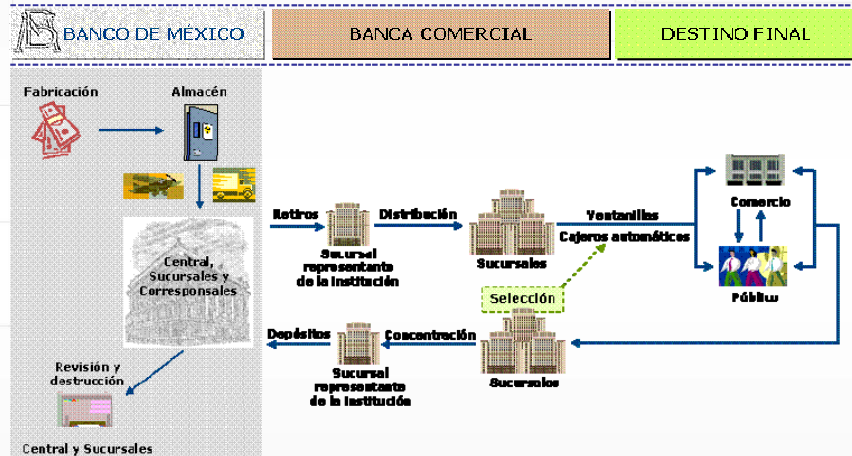 BANCO DE MÉXICO
BANCA COMERCIAL
DESTINO FINAL
Fabricación
Almacén
Central,
Sucursales y
Corresponsales
Retiros
Sucursal
representante
de la Institución
Distribución
Sucursales
Ventanillas
Cajeros automáticos
Comercio
Público
Selección
Sucursales
Concentración
Sucursal
representante
de la Institución
Depósitos
Revisión y
destrucción
Central y Sucursales